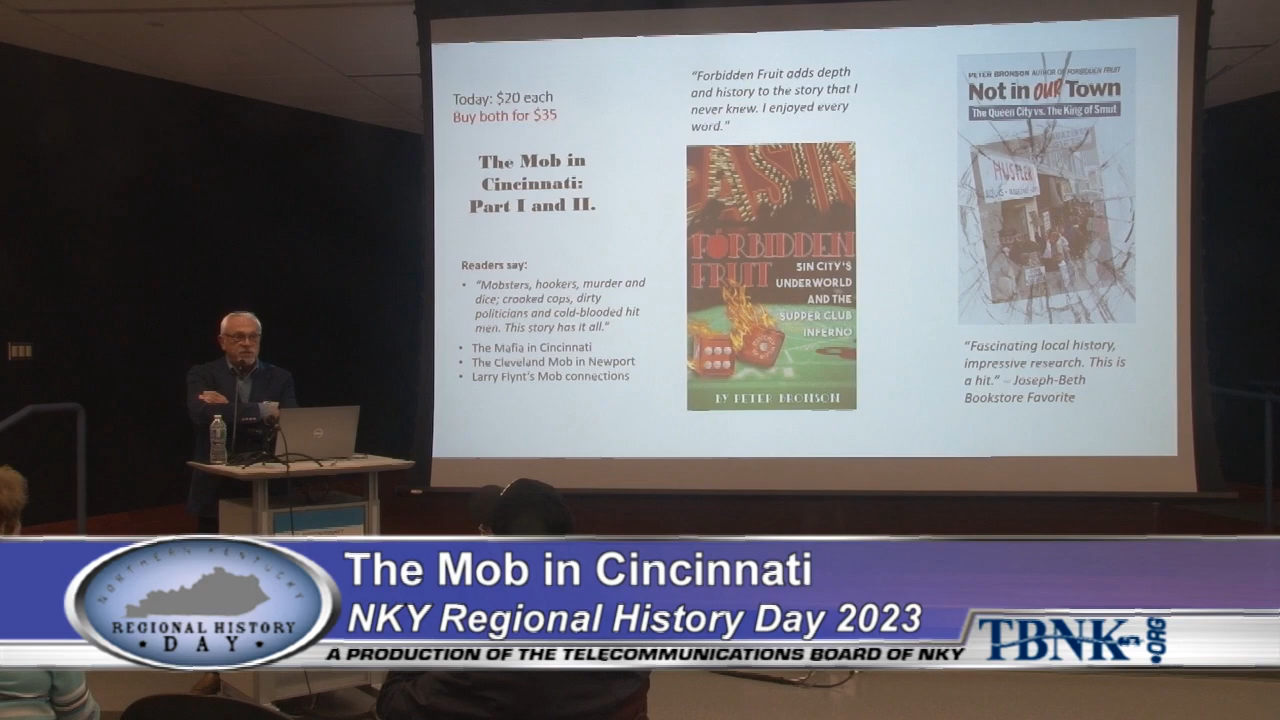 Today: $20 each
Buy both for $35
The Mob in
Cincinnati:
Part I and II.
Readers say:
• "Mobsters, hookers, murder and
dice; crooked cops, dirty
politicians and cold-blooded hit
men. This story has it all."
• The Mafia in Cincinnati
• The Cleveland Mob in Newport
• Larry Flynt's Mob connections
"Forbidden Fruit adds depth
and history to the story that I
never knew. I enjoyed every
word."
ASIN
FORBIDDEN
FRUIT
SIN CITY'S
UNDERWORLD
AND THE
SUPPER CLUB
INFERNO
BY PETER BRONSON
PETER BRONSON AUTHOR OF FORBIDDEN FRUIT
Not in OUR Town
The Queen City vs. The King of Smut
HUSTLER
"Fascinating local history,
impressive research. This is
a hit." – Joseph-Beth
Bookstore Favorite
DELL
NORTHERN KENTUCKY
REGIONAL HISTORY
• DAY •
The Mob in Cincinnati
NKY Regional History Day 2023
A PRODUCTION OF THE TELECOMMUNICATIONS BOARD OF NKY
TBNK.ORG